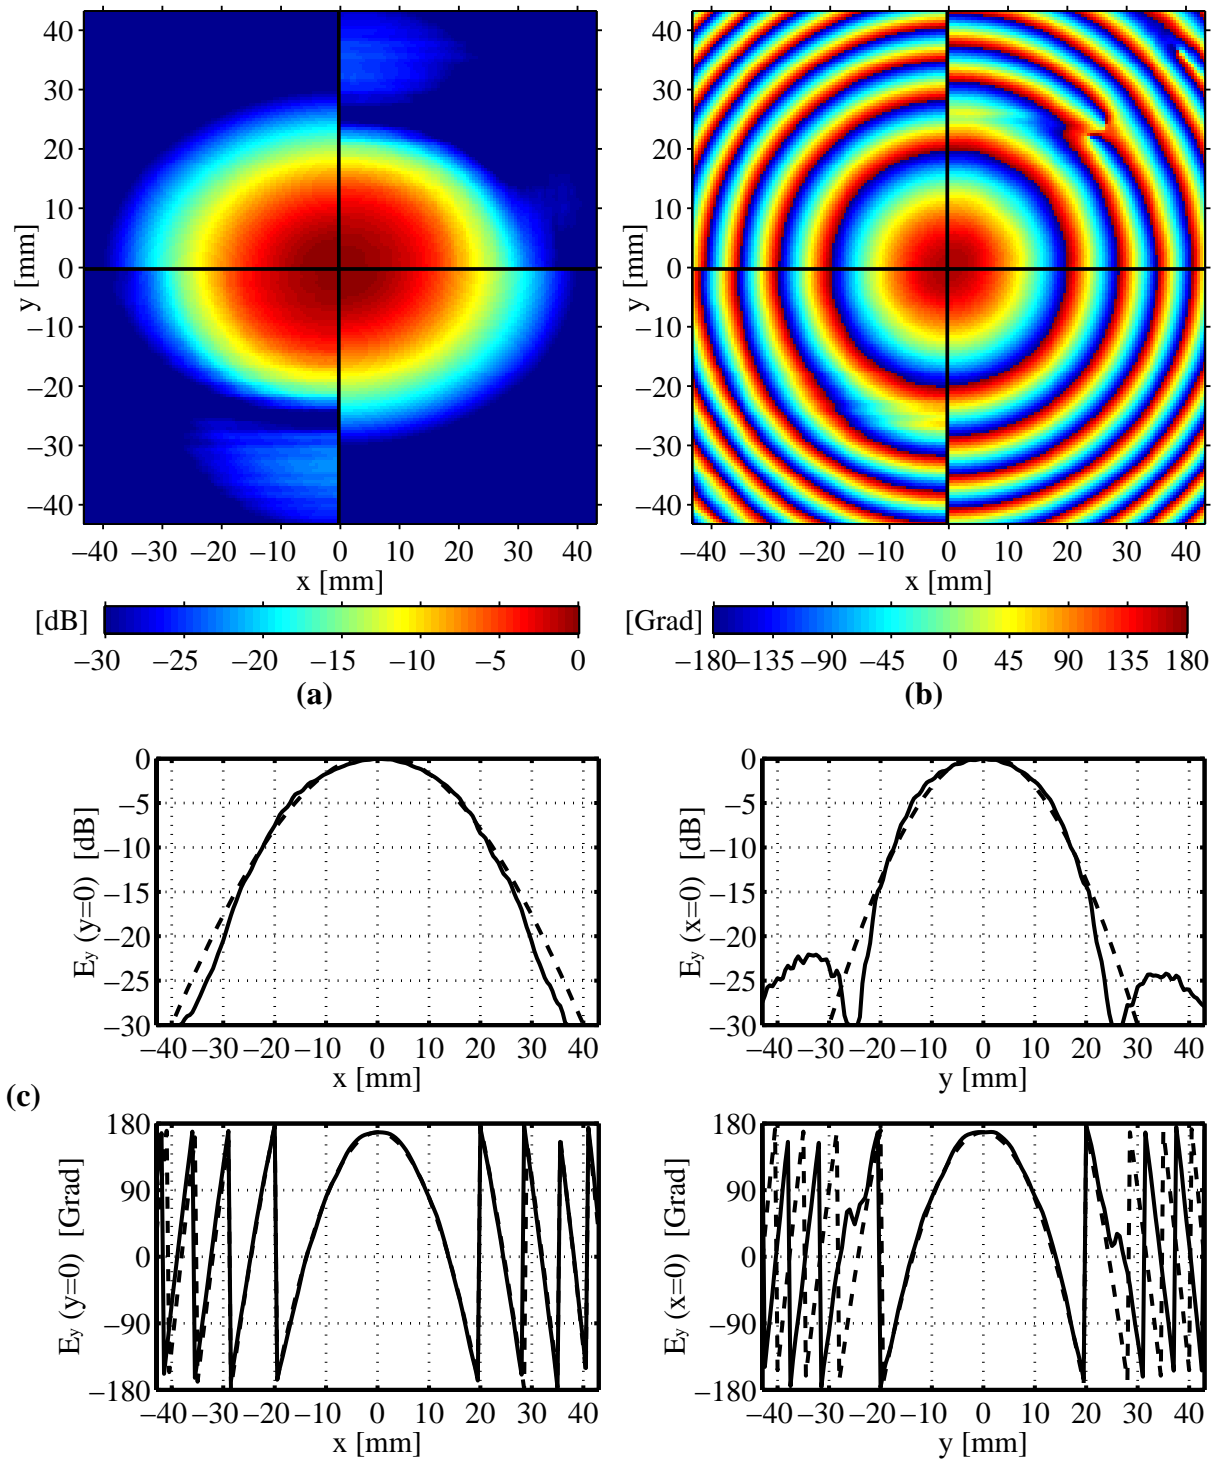 40
30
20
10
0
−10
−20
−30
−40
y [mm]
−40 −30 −20 −10 0 10 20 30 40
x [mm]
[dB]
−30 −25 −20 −15 −10 −5 0
(a)
40
30
20
10
0
−10
−20
−30
−40
y [mm]
−40 −30 −20 −10 0 10 20 30 40
x [mm]
[Grad]
−180 −135 −90 −45 0 45 90 135 180
(b)
0
−5
−10
−15
−20
−25
−30
Ey (y=0) [dB]
−40 −30 −20 −10 0 10 20 30 40
x [mm]
0
−5
−10
−15
−20
−25
−30
Ey (x=0) [dB]
−40 −30 −20 −10 0 10 20 30 40
y [mm]
(c)
180
90
0
−90
−180
Ey (y=0) [Grad]
−40 −30 −20 −10 0 10 20 30 40
x [mm]
180
90
0
−90
−180
Ey (x=0) [Grad]
−40 −30 −20 −10 0 10 20 30 40
y [mm]